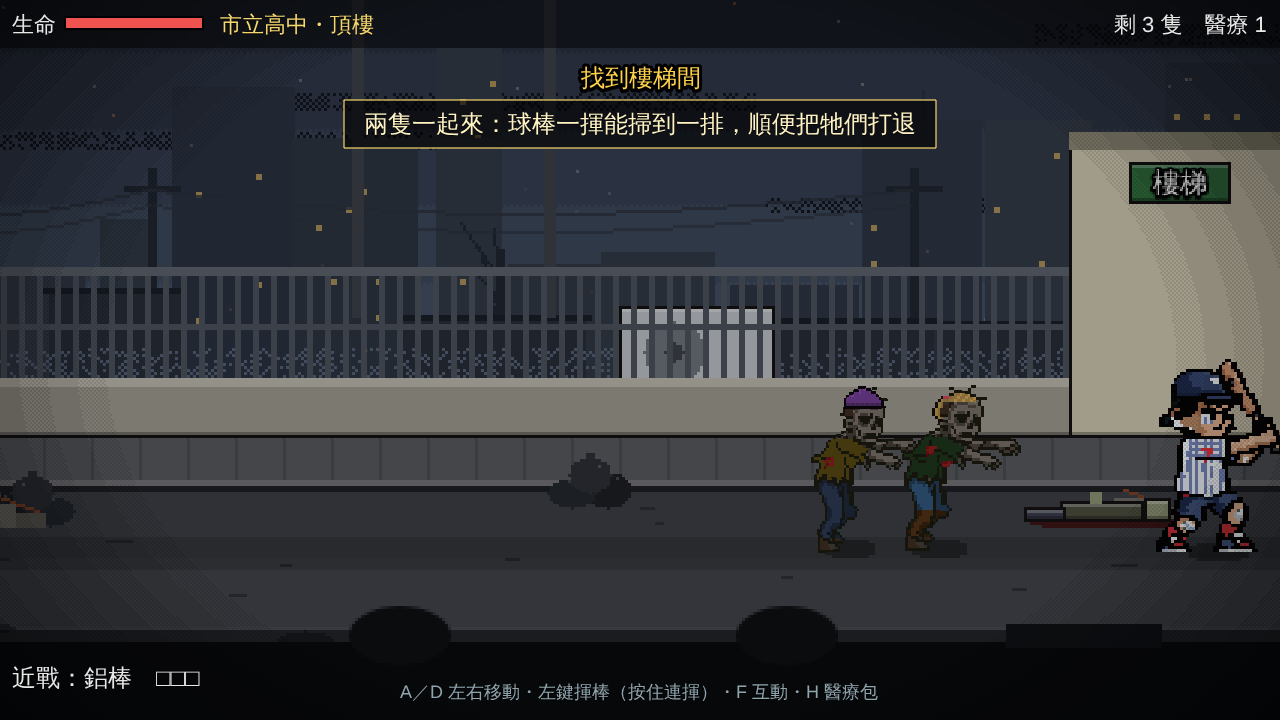 生命 市立高中・頂樓 剩 3 隻 醫療 1
找到樓梯間
兩隻一起來：球棒一揮能掃到一排，順便把牠們打退
樓梯
近戰：鋁棒 □□□
A／D 左右移動・左鍵揮棒（按住連揮）・F 互動・H 醫療包